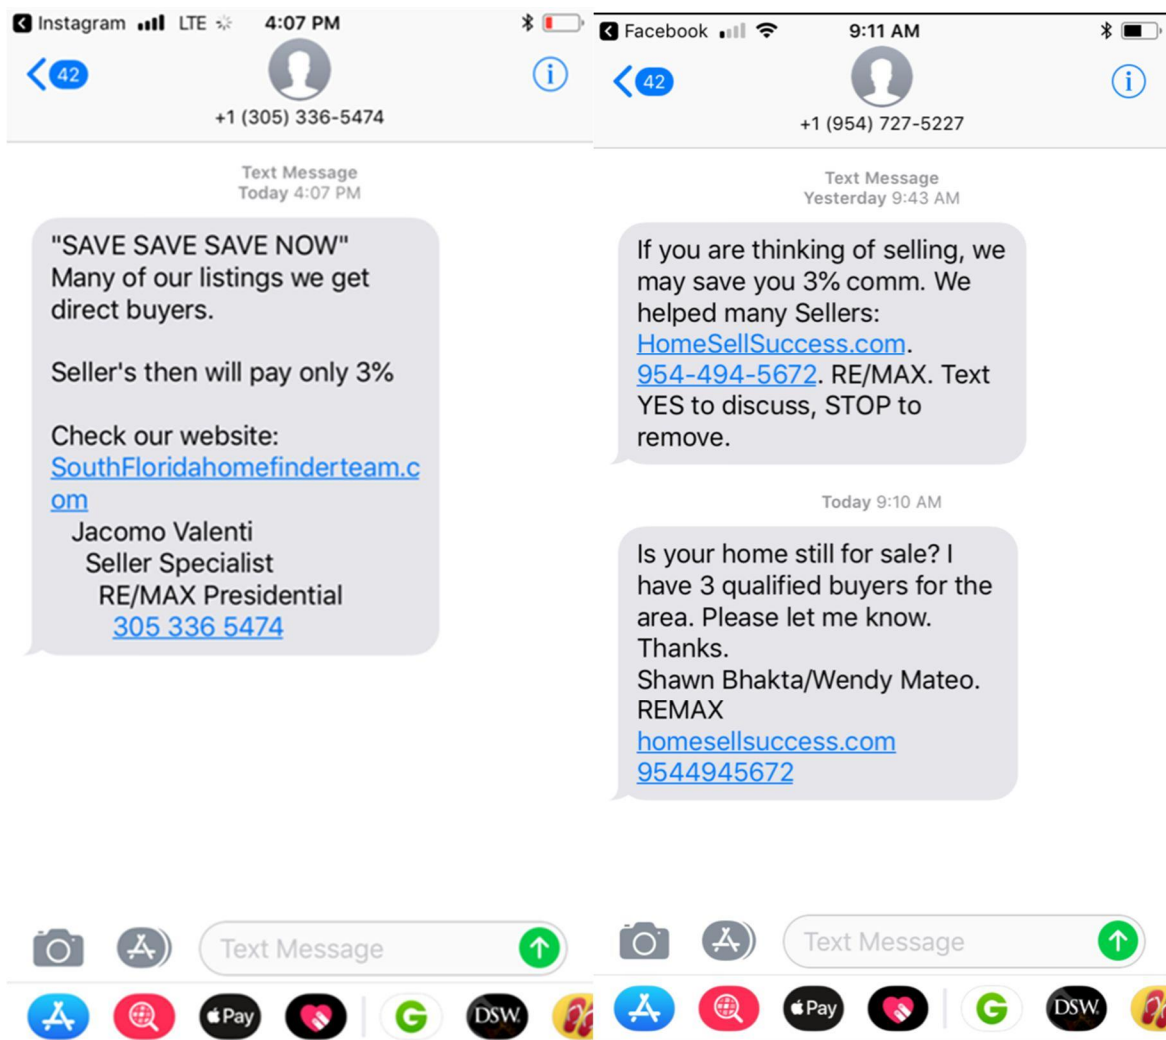 Instagram LTE 4:07 PM
42
+1 (305) 336-5474
Text Message
Today 4:07 PM
"SAVE SAVE SAVE NOW"
Many of our listings we get
direct buyers.
Seller's then will pay only 3%
Check our website:
SouthFloridahomefinderteam.c
om
Jacomo Valenti
Seller Specialist
RE/MAX Presidential
305 336 5474
Text Message
Pay
G
DSW
Facebook 9:11 AM
42
+1 (954) 727-5227
Text Message
Yesterday 9:43 AM
If you are thinking of selling, we
may save you 3% comm. We
helped many Sellers:
HomeSellSuccess.com.
954-494-5672. RE/MAX. Text
YES to discuss, STOP to
remove.
Today 9:10 AM
Is your home still for sale? I
have 3 qualified buyers for the
area. Please let me know.
Thanks.
Shawn Bhakta/Wendy Mateo.
REMAX
homesellsuccess.com
9544945672
Text Message
Pay
G
DSW